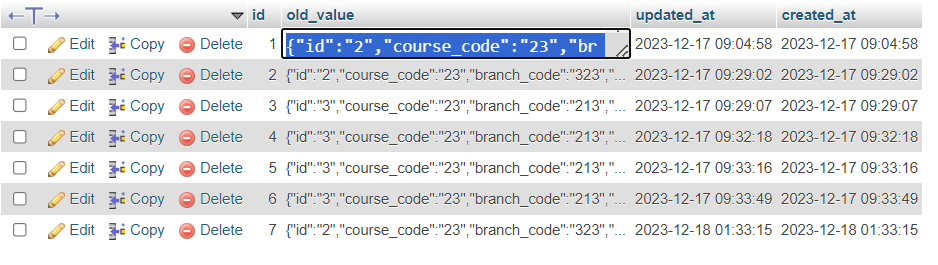 id old_value updated_at created_at
Edit Copy Delete 1 {"id":"2","course_code":"23","br 2023-12-17 09:04:58 2023-12-17 09:04:58
Edit Copy Delete 2 {"id":"2","course_code":"23","branch_code":"323","... 2023-12-17 09:29:02 2023-12-17 09:29:02
Edit Copy Delete 3 {"id":"3","course_code":"23","branch_code":"213","... 2023-12-17 09:29:07 2023-12-17 09:29:07
Edit Copy Delete 4 {"id":"3","course_code":"23","branch_code":"213","... 2023-12-17 09:32:18 2023-12-17 09:32:18
Edit Copy Delete 5 {"id":"3","course_code":"23","branch_code":"213","... 2023-12-17 09:33:16 2023-12-17 09:33:16
Edit Copy Delete 6 {"id":"3","course_code":"23","branch_code":"213","... 2023-12-17 09:33:49 2023-12-17 09:33:49
Edit Copy Delete 7 {"id":"2","course_code":"23","branch_code":"323","... 2023-12-18 01:33:15 2023-12-18 01:33:15